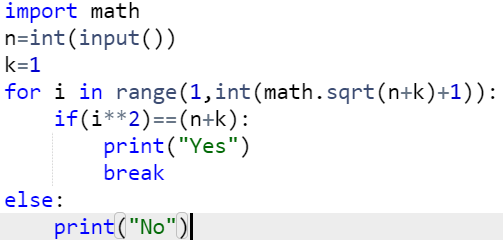 import math
n=int(input())
k=1
for i in range(1,int(math.sqrt(n+k)+1)):
    if(i**2)==(n+k):
        print("Yes")
        break
else:
    print("No")